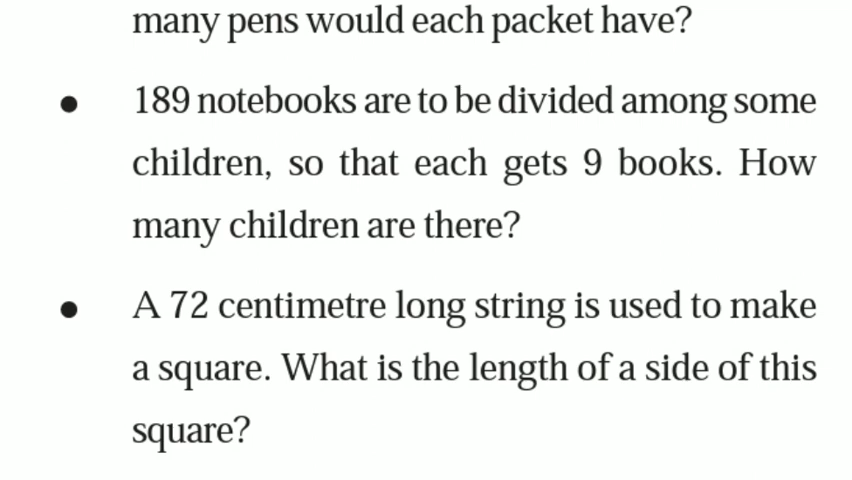 many pens would each packet have?
● 189 notebooks are to be divided among some
children, so that each gets 9 books. How
many children are there?
● A 72 centimetre long string is used to make
a square. What is the length of a side of this
square?